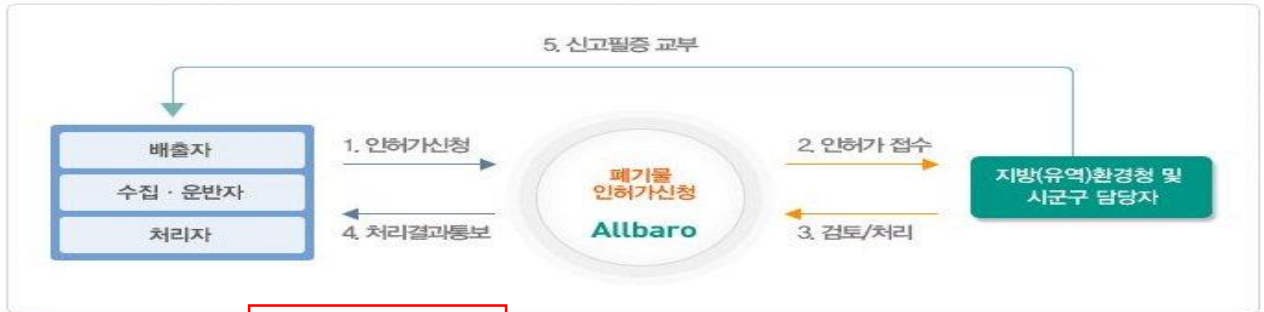 5. 신고필증 교부
배출자
수집 · 운반자
처리자
1. 인허가신청
4. 처리결과통보
폐기물
인허가신청
Allbaro
2. 인허가 접수
3. 검토/처리
지방(유역)환경청 및
시군구 담당자